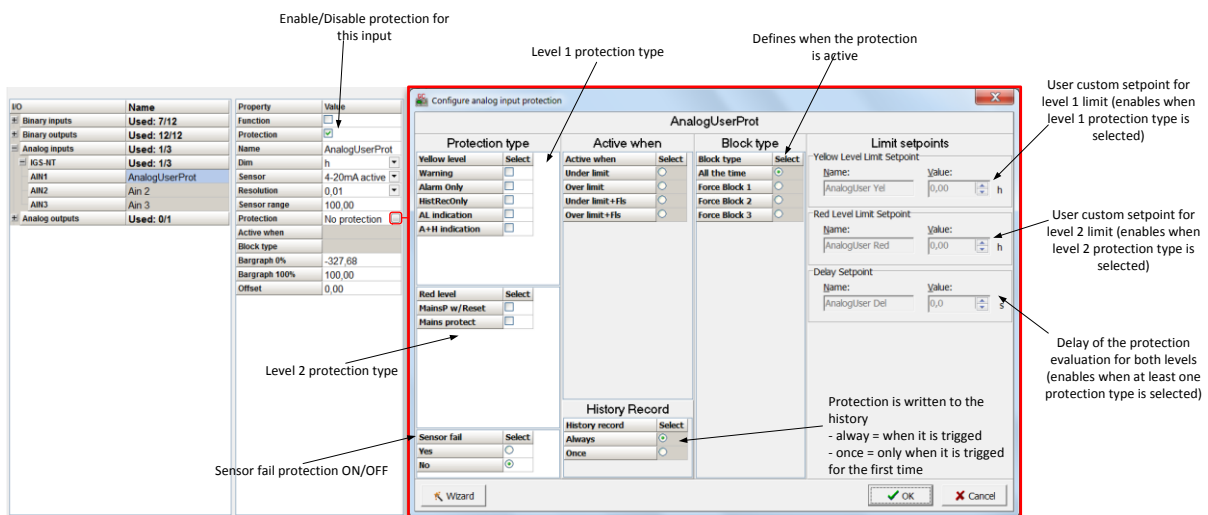 Enable/Disable protection for
this input
Level 1 protection type
Defines when the protection
is active
User custom setpoint for
level 1 limit (enables when
level 1 protection type is
selected)
I/O Name
Binary inputs Used: 7/12
Binary outputs Used: 12/12
Analog inputs Used: 1/3
IGS-NT Used: 1/3
AIN1 AnalogUserProt
AIN2 Ain 2
AIN3 Ain 3
Analog outputs Used: 0/1
Property Value
Function
Protection
Name AnalogUserProt
Dim h
Sensor 4-20mA active
Resolution 0,01
Sensor range 100,00
Protection No protection ...
Active when
Block type
Bargraph 0% -327,68
Bargraph 100% 100,00
Offset 0,00
Configure analog input protection
AnalogUserProt
Protection type
Yellow level Select
Warning
Alarm Only
HistRecOnly
AL indication
A+H indication
Red level Select
MainsP w/Reset
Mains protect
Sensor fail Select
Yes
No
Active when
Active when Select
Under limit
Over limit
Under limit+Fls
Over limit+Fls
History Record
History record Select
Always
Once
Block type
Block type Select
All the time
Force Block 1
Force Block 2
Force Block 3
Limit setpoints
Yellow Level Limit Setpoint
Name: Value:
AnalogUser Yel 0,00 h
Red Level Limit Setpoint
Name: Value:
AnalogUser Red 0,00 h
Delay Setpoint
Name: Value:
AnalogUser Del 0,0 s
Wizard
OK
Cancel
User custom setpoint for
level 2 limit (enables when
level 2 protection type is
selected)
Delay of the protection
evaluation for both levels
(enables when at least one
protection type is selected)
Level 2 protection type
Sensor fail protection ON/OFF
Protection is written to the
history
- alway = when it is trigged
- once = only when it is trigged
for the first time